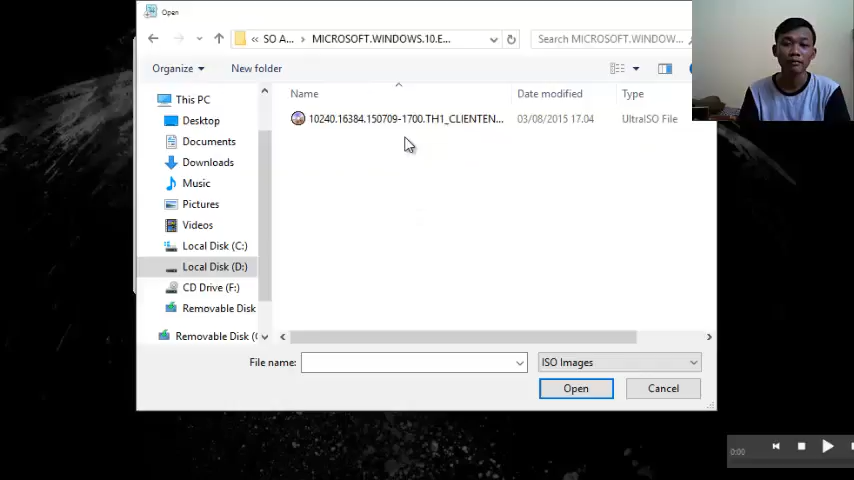 Open
« SO A... › MICROSOFT.WINDOWS.10.E...
Search MICROSOFT.WINDOW...
Organize
New folder
This PC
Desktop
Documents
Downloads
Music
Pictures
Videos
Local Disk (C:)
Local Disk (D:)
CD Drive (F:)
Removable Disk
Removable Disk (
Name
Date modified
Type
10240.16384.150709-1700.TH1_CLIENTEN...
03/08/2015 17.04
UltraISO File
File name:
ISO Images
Open
Cancel
0:00